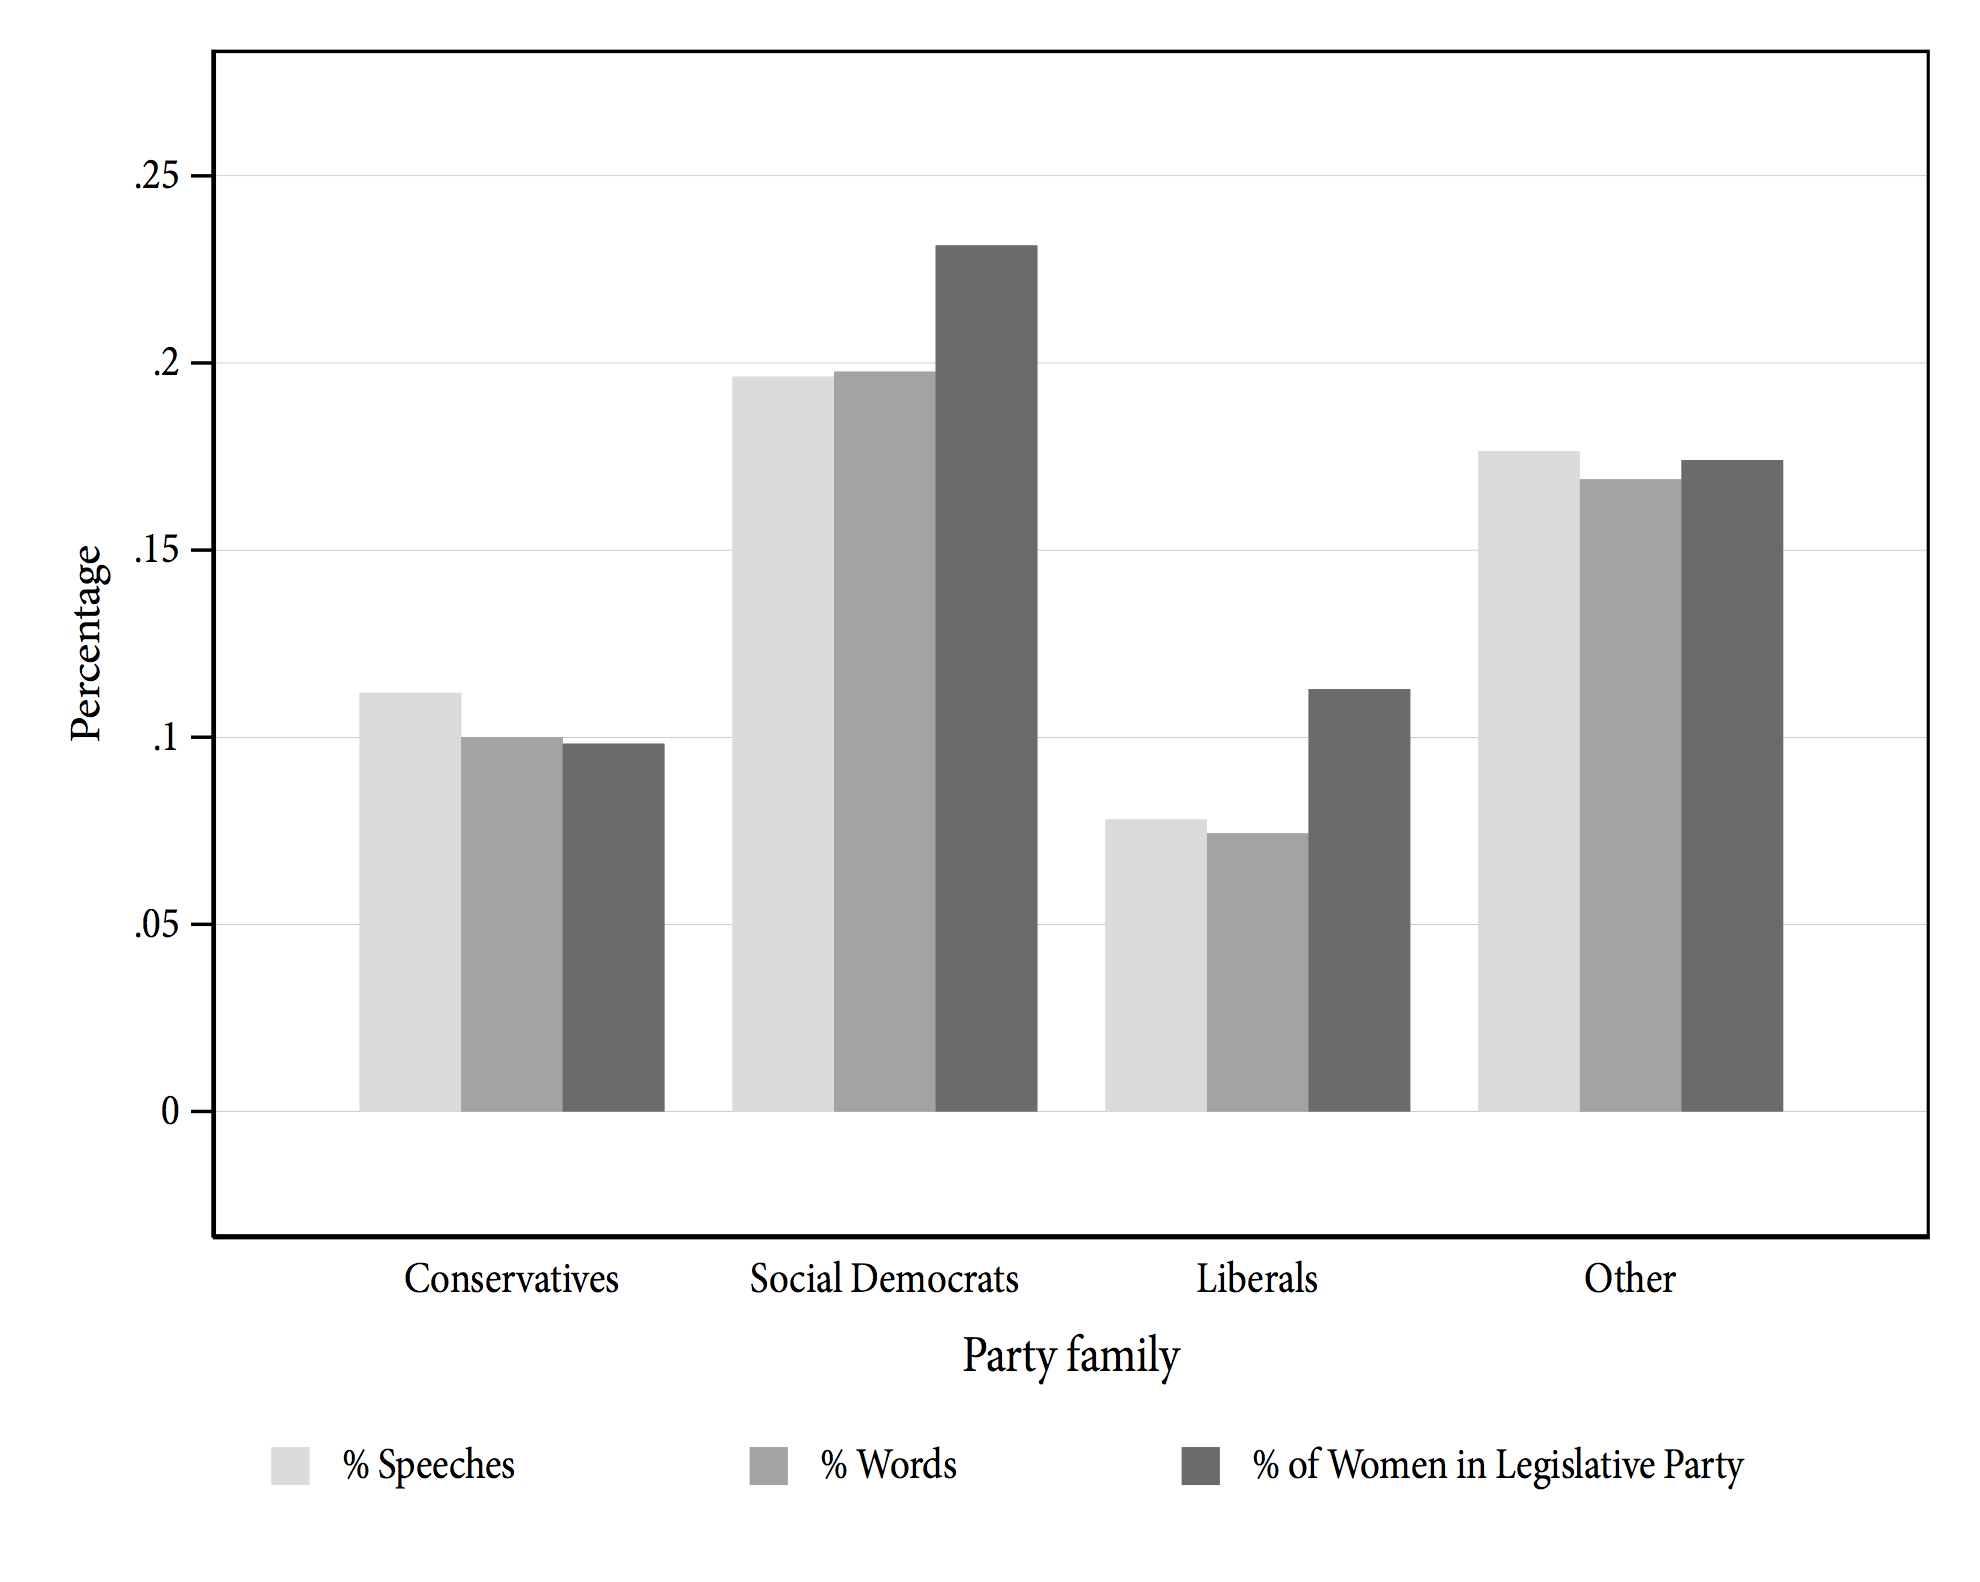 .25
.2
.15
.1
.05
0
Percentage
Conservatives Social Democrats Liberals Other
Party family
% Speeches % Words % of Women in Legislative Party